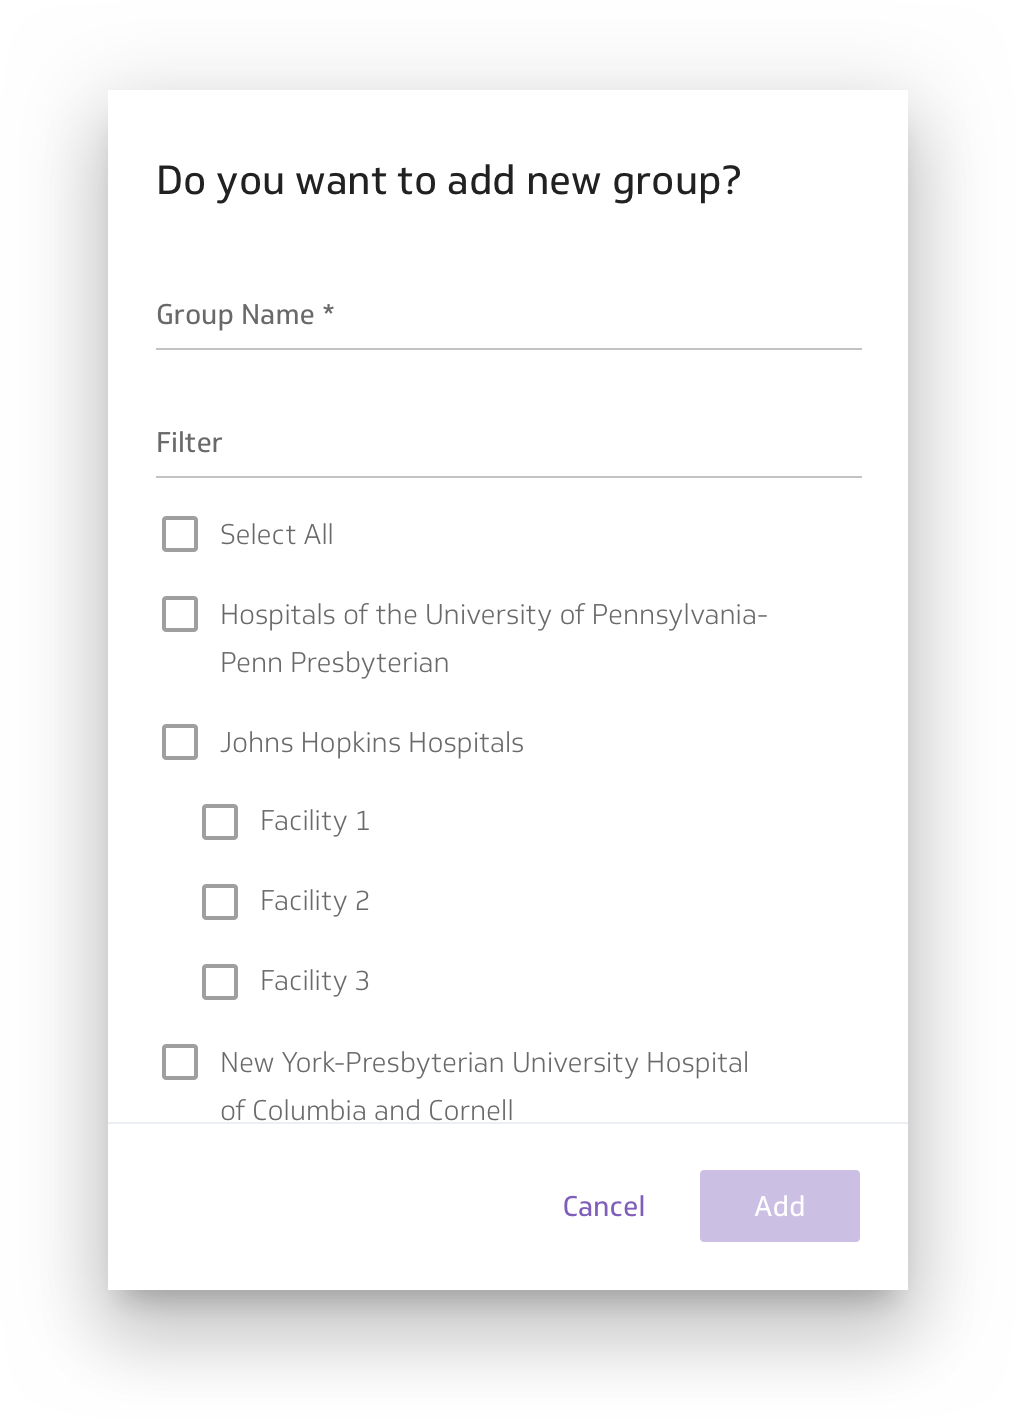 Do you want to add new group?
Group Name *
Filter
Select All
Hospitals of the University of Pennsylvania-
Penn Presbyterian
Johns Hopkins Hospitals
Facility 1
Facility 2
Facility 3
New York-Presbyterian University Hospital
of Columbia and Cornell
Cancel
Add